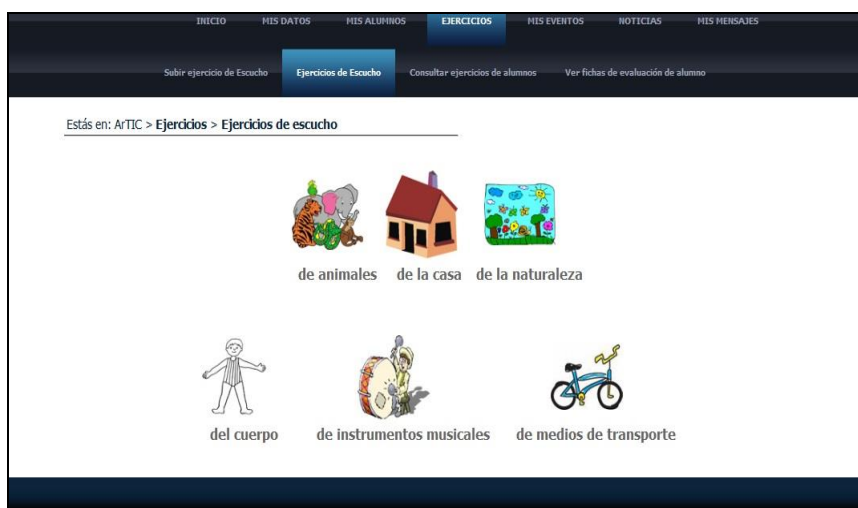 INICIO MIS DATOS MIS ALUMNOS EJERCICIOS MIS EVENTOS NOTICIAS MIS MENSAJES
Subir ejercicio de Escucho Ejercicios de Escucho Consultar ejercicios de alumnos Ver fichas de evaluación de alumno
Estás en: ArTIC > Ejercicios > Ejercicios de escucho
de animales de la casa de la naturaleza
del cuerpo de instrumentos musicales de medios de transporte